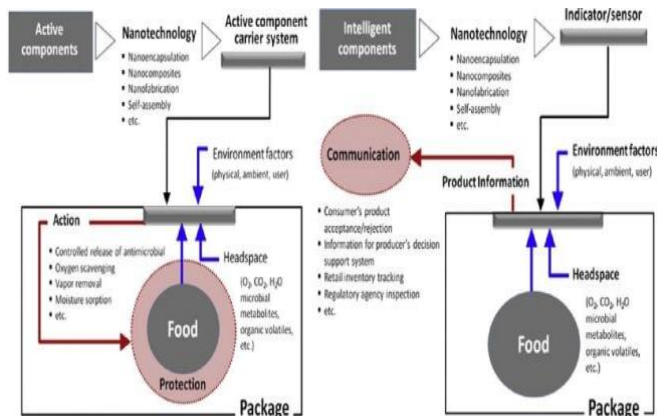 Active
components
Nanotechnology
• Nanoencapsulation
• Nanocomposites
• Nanofabrication
• Self-assembly
• etc.
Active component
carrier system
Environment factors
(physical, ambient, user)
Action
• Controlled release of antimicrobial
• Oxygen scavenging
• Vapor removal
• Moisture sorption
• etc.
Headspace
(O₂, CO₂, H₂O
microbial
metabolites,
organic volatiles,
etc.)
Food
Protection
Package
Intelligent
components
Nanotechnology
• Nanoencapsulation
• Nanocomposites
• Nanofabrication
• Self-assembly
• etc.
Indicator/sensor
Communication
Environment factors
(physical, ambient, user)
Product Information
• Consumer's product
acceptance/rejection
• Information for producer's decision
support system
• Retail inventory tracking
• Regulatory agency inspection
• etc.
Headspace
(O₂, CO₂, H₂O
microbial
metabolites,
organic volatiles,
etc.)
Food
Package